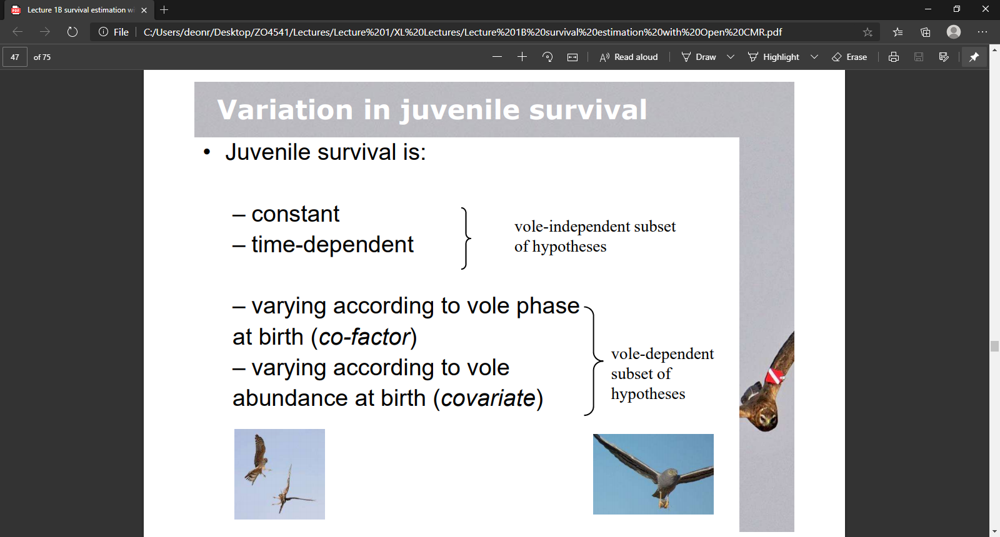 Lecture 1B survival estimation wi
File
C:/Users/deonr/Desktop/ZO4541/Lectures/Lecture%201/XL%20Lectures/Lecture%201B%20survival%20estimation%20with%20Open%20CMR.pdf
47 of 75
Read aloud Draw Highlight Erase
Variation in juvenile survival
• Juvenile survival is:
– constant
– time-dependent
vole-independent subset
of hypotheses
– varying according to vole phase
at birth (co-factor)
– varying according to vole
abundance at birth (covariate)
vole-dependent
subset of
hypotheses